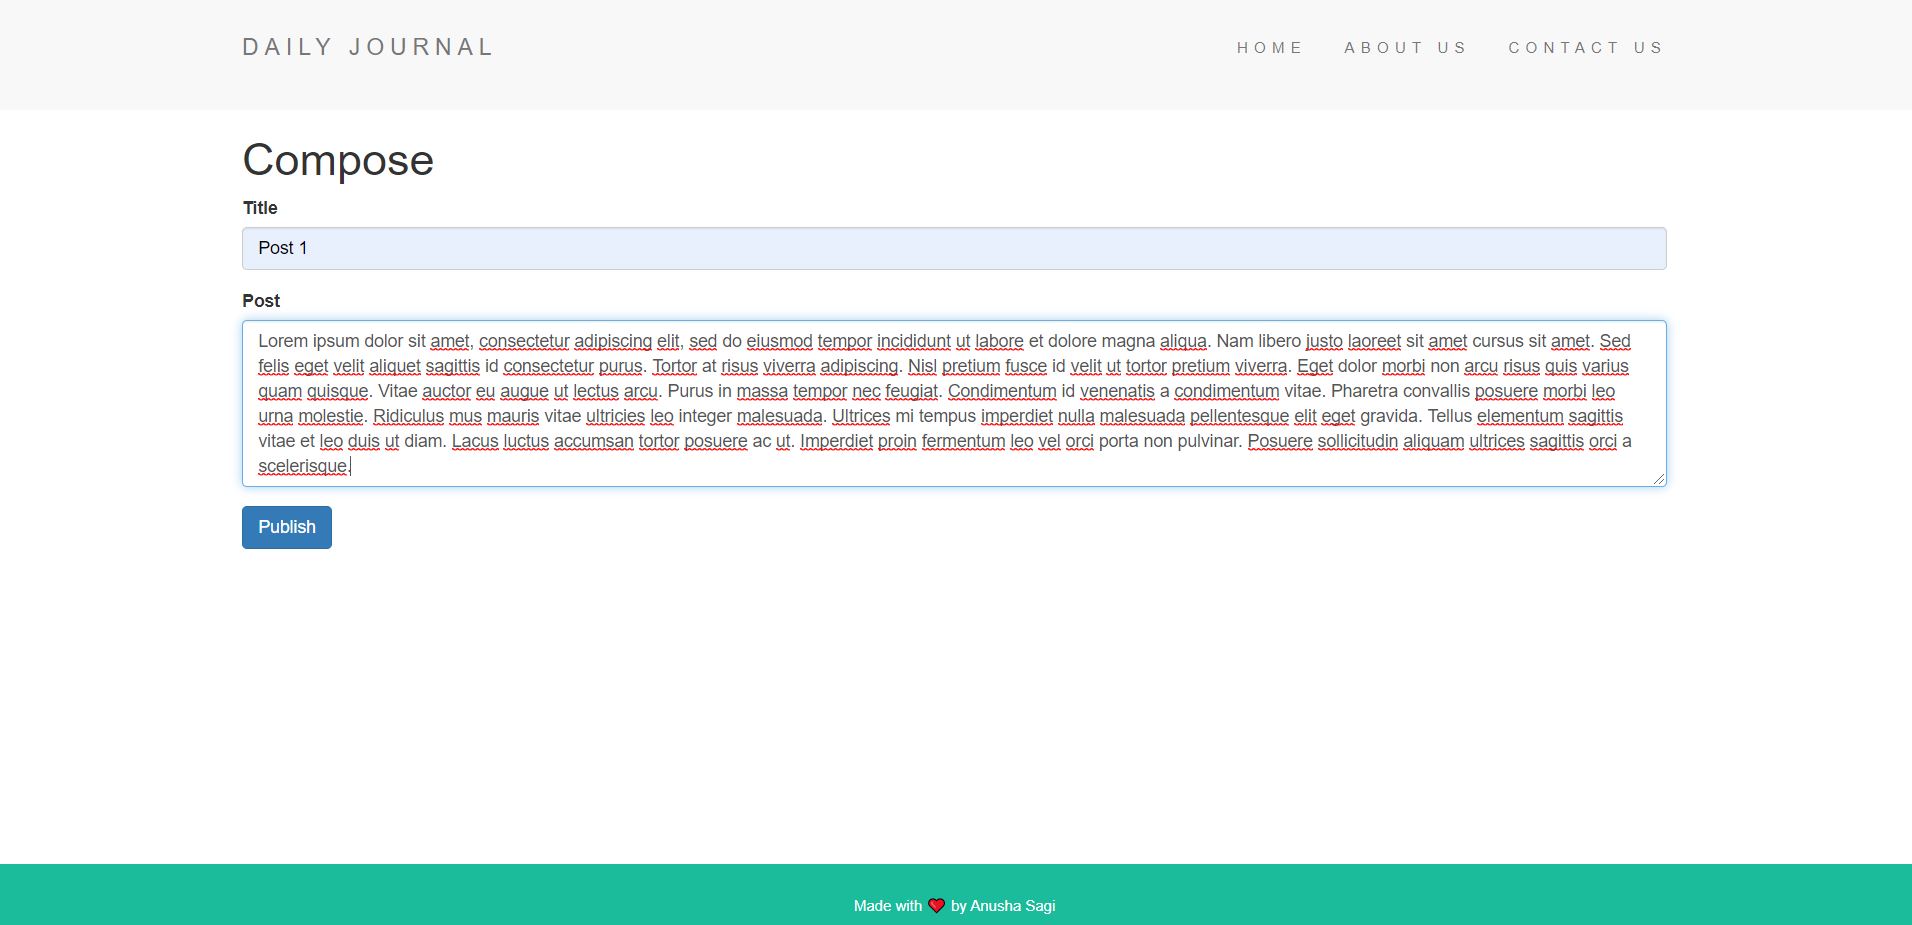 DAILY JOURNAL
HOME ABOUT US CONTACT US
Compose
Title
Post 1
Post
Lorem ipsum dolor sit amet, consectetur adipiscing elit, sed do eiusmod tempor incididunt ut labore et dolore magna aliqua. Nam libero justo laoreet sit amet cursus sit amet. Sed
felis eget velit aliquet sagittis id consectetur purus. Tortor at risus viverra adipiscing. Nisl pretium fusce id velit ut tortor pretium viverra. Eget dolor morbi non arcu risus quis varius
quam quisque. Vitae auctor eu augue ut lectus arcu. Purus in massa tempor nec feugiat. Condimentum id venenatis a condimentum vitae. Pharetra convallis posuere morbi leo
urna molestie. Ridiculus mus mauris vitae ultricies leo integer malesuada. Ultrices mi tempus imperdiet nulla malesuada pellentesque elit eget gravida. Tellus elementum sagittis
vitae et leo duis ut diam. Lacus luctus accumsan tortor posuere ac ut. Imperdiet proin fermentum leo vel orci porta non pulvinar. Posuere sollicitudin aliquam ultrices sagittis orci a
scelerisque.
Publish
Made with ❤️ by Anusha Sagi